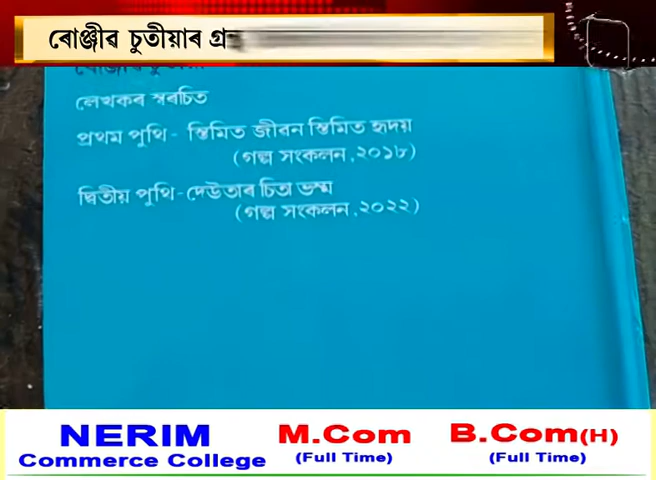 ৰোঞ্জীৱ চুতীয়াৰ
লেখকৰ স্বৰচিত
প্ৰথম পুথি - স্তিমিত জীৱন স্তিমিত হৃদয়
(গল্প সংকলন,২০১৮)
দ্বিতীয় পুথি-দেউতাৰ চিতা ভস্ম
(গল্প সংকলন,২০২২)
NERIM
Commerce College
M.Com
(Full Time)
B.Com(H)
(Full Time)